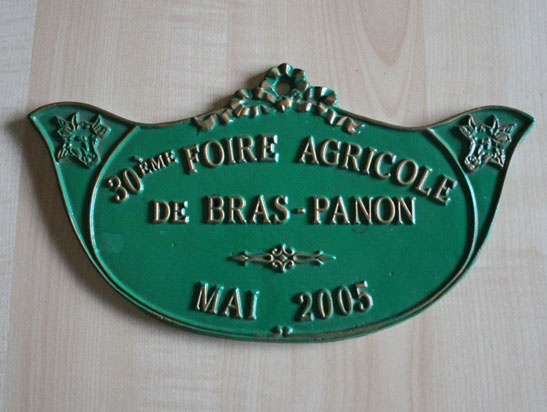 30ÈME FOIRE AGRICOLE
DE BRAS-PANON
MAI 2005